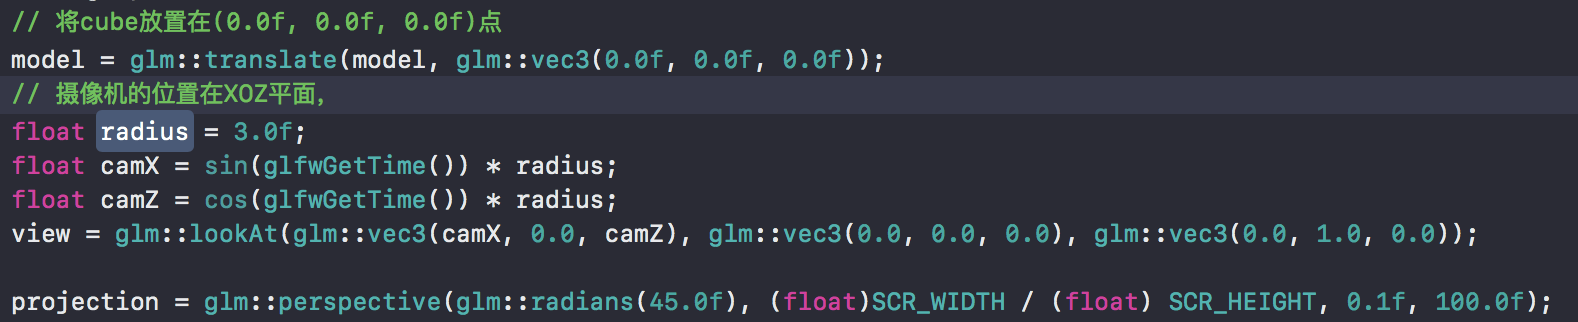 // 将cube放置在(0.0f, 0.0f, 0.0f)点
model = glm::translate(model, glm::vec3(0.0f, 0.0f, 0.0f));
// 摄像机的位置在XOZ平面,
float radius = 3.0f;
float camX = sin(glfwGetTime()) * radius;
float camZ = cos(glfwGetTime()) * radius;
view = glm::lookAt(glm::vec3(camX, 0.0, camZ), glm::vec3(0.0, 0.0, 0.0), glm::vec3(0.0, 1.0, 0.0));
projection = glm::perspective(glm::radians(45.0f), (float)SCR_WIDTH / (float) SCR_HEIGHT, 0.1f, 100.0f);